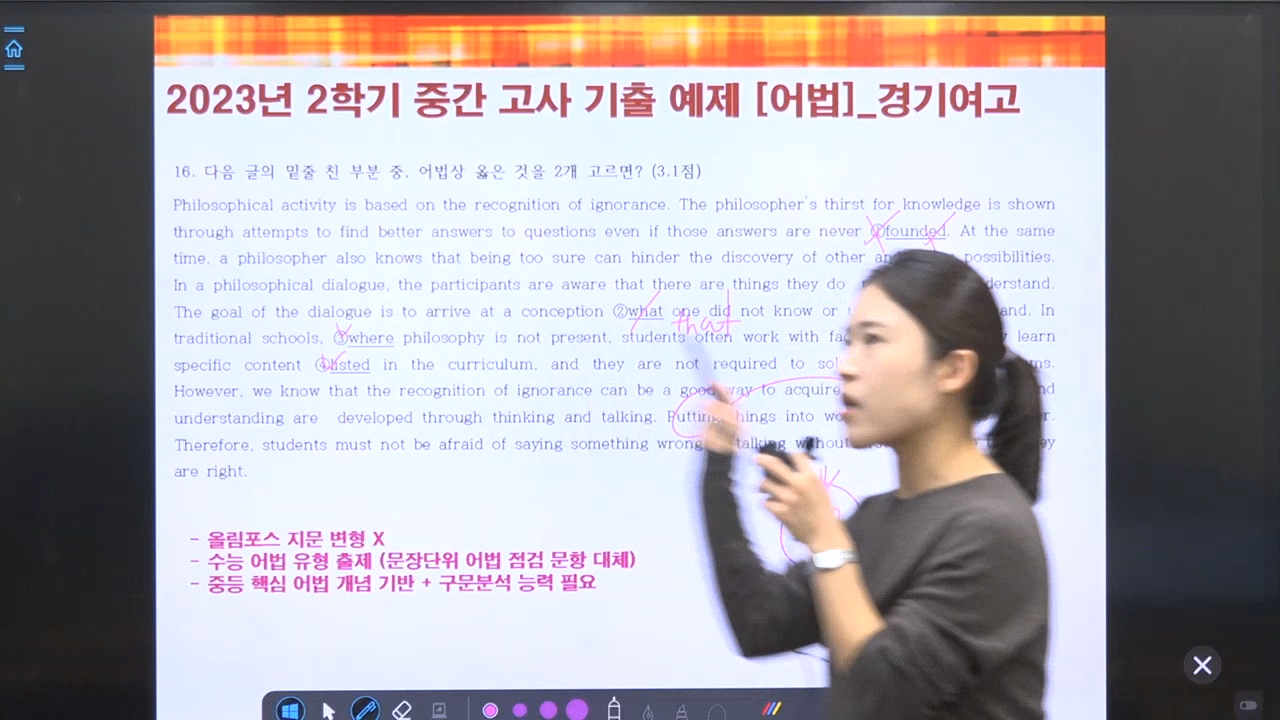 2023년 2학기 중간 고사 기출 예제 [어법]_경기여고
16. 다음 글의 밑줄 친 부분 중, 어법상 옳은 것을 2개 고르면? (3.1점)
Philosophical activity is based on the recognition of ignorance. The philosopher's thirst for knowledge is shown
through attempts to find better answers to questions even if those answers are never ①founded. At the same
time, a philosopher also knows that being too sure can hinder the discovery of other and possibilities.
In a philosophical dialogue, the participants are aware that there are things they do
The goal of the dialogue is to arrive at a conception ②what one did not know or and. In
that
traditional schools, ③where philosophy is not present, students often work with learn
specific content ④listed in the curriculum, and they are not required to
However, we know that the recognition of ignorance can be a good way to acquire
understanding are developed through thinking and talking. Putting things into
Therefore, students must not be afraid of saying something wrong talking without
are right.
- 올림포스 지문 변형 X
- 수능 어법 유형 출제 (문장단위 어법 점검 문항 대체)
- 중등 핵심 어법 개념 기반 + 구문분석 능력 필요